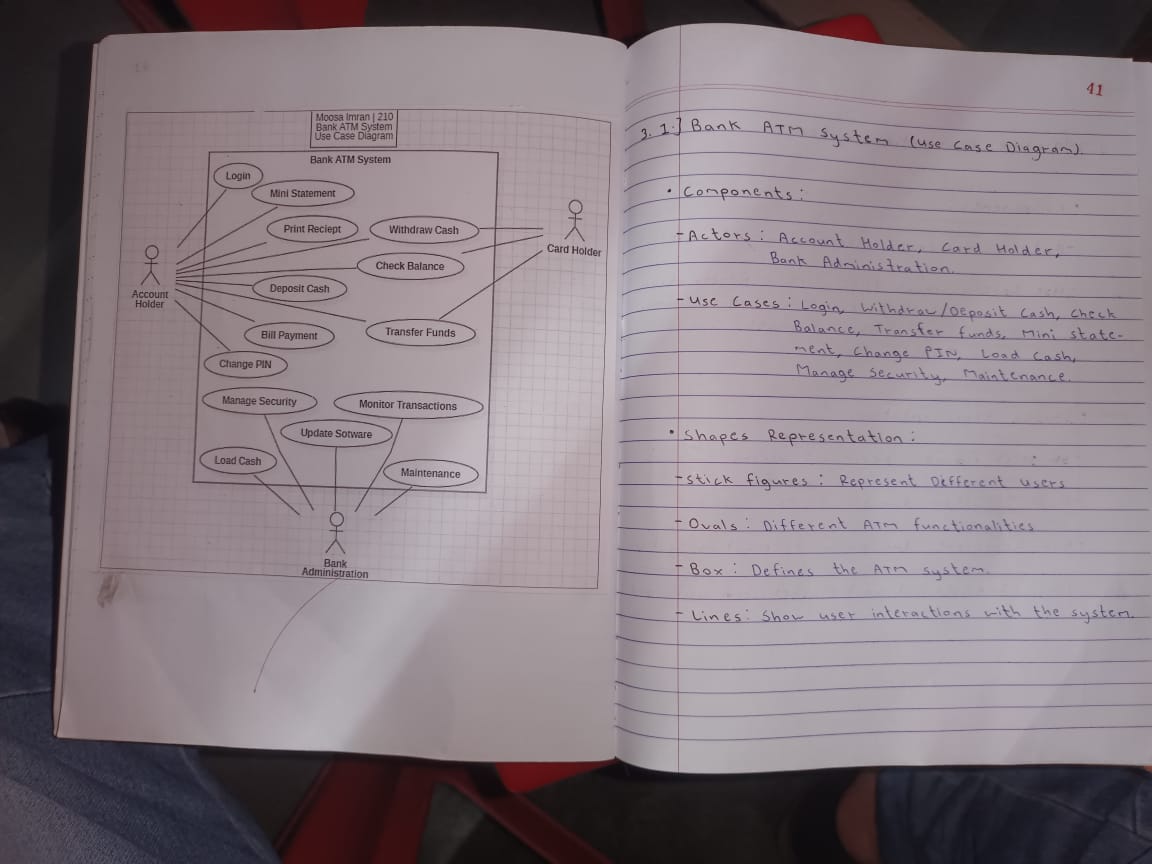 Moosa Imran | 210
Bank ATM System
Use Case Diagram
Bank ATM System
Login
Mini Statement
Print Reciept
Withdraw Cash
Check Balance
Deposit Cash
Bill Payment
Transfer Funds
Change PIN
Account
Holder
Card Holder
Manage Security
Monitor Transactions
Update Sotware
Load Cash
Maintenance
Bank
Administration
41
3. 1.] Bank ATM System (Use Case Diagram).
• Components:
- Actors: Account Holder, Card Holder,
Bank Administration.
- Use Cases: Login, Withdraw/Deposit Cash, Check
Balance, Transfer funds, Mini state-
ment, Change PIN, Load Cash,
Manage Security, Maintenance.
• Shapes Representation:
- Stick figures: Represent Different users
- Ovals: Different ATM functionalities
- Box: Defines the ATM system.
- Lines: Show user interactions with the system.